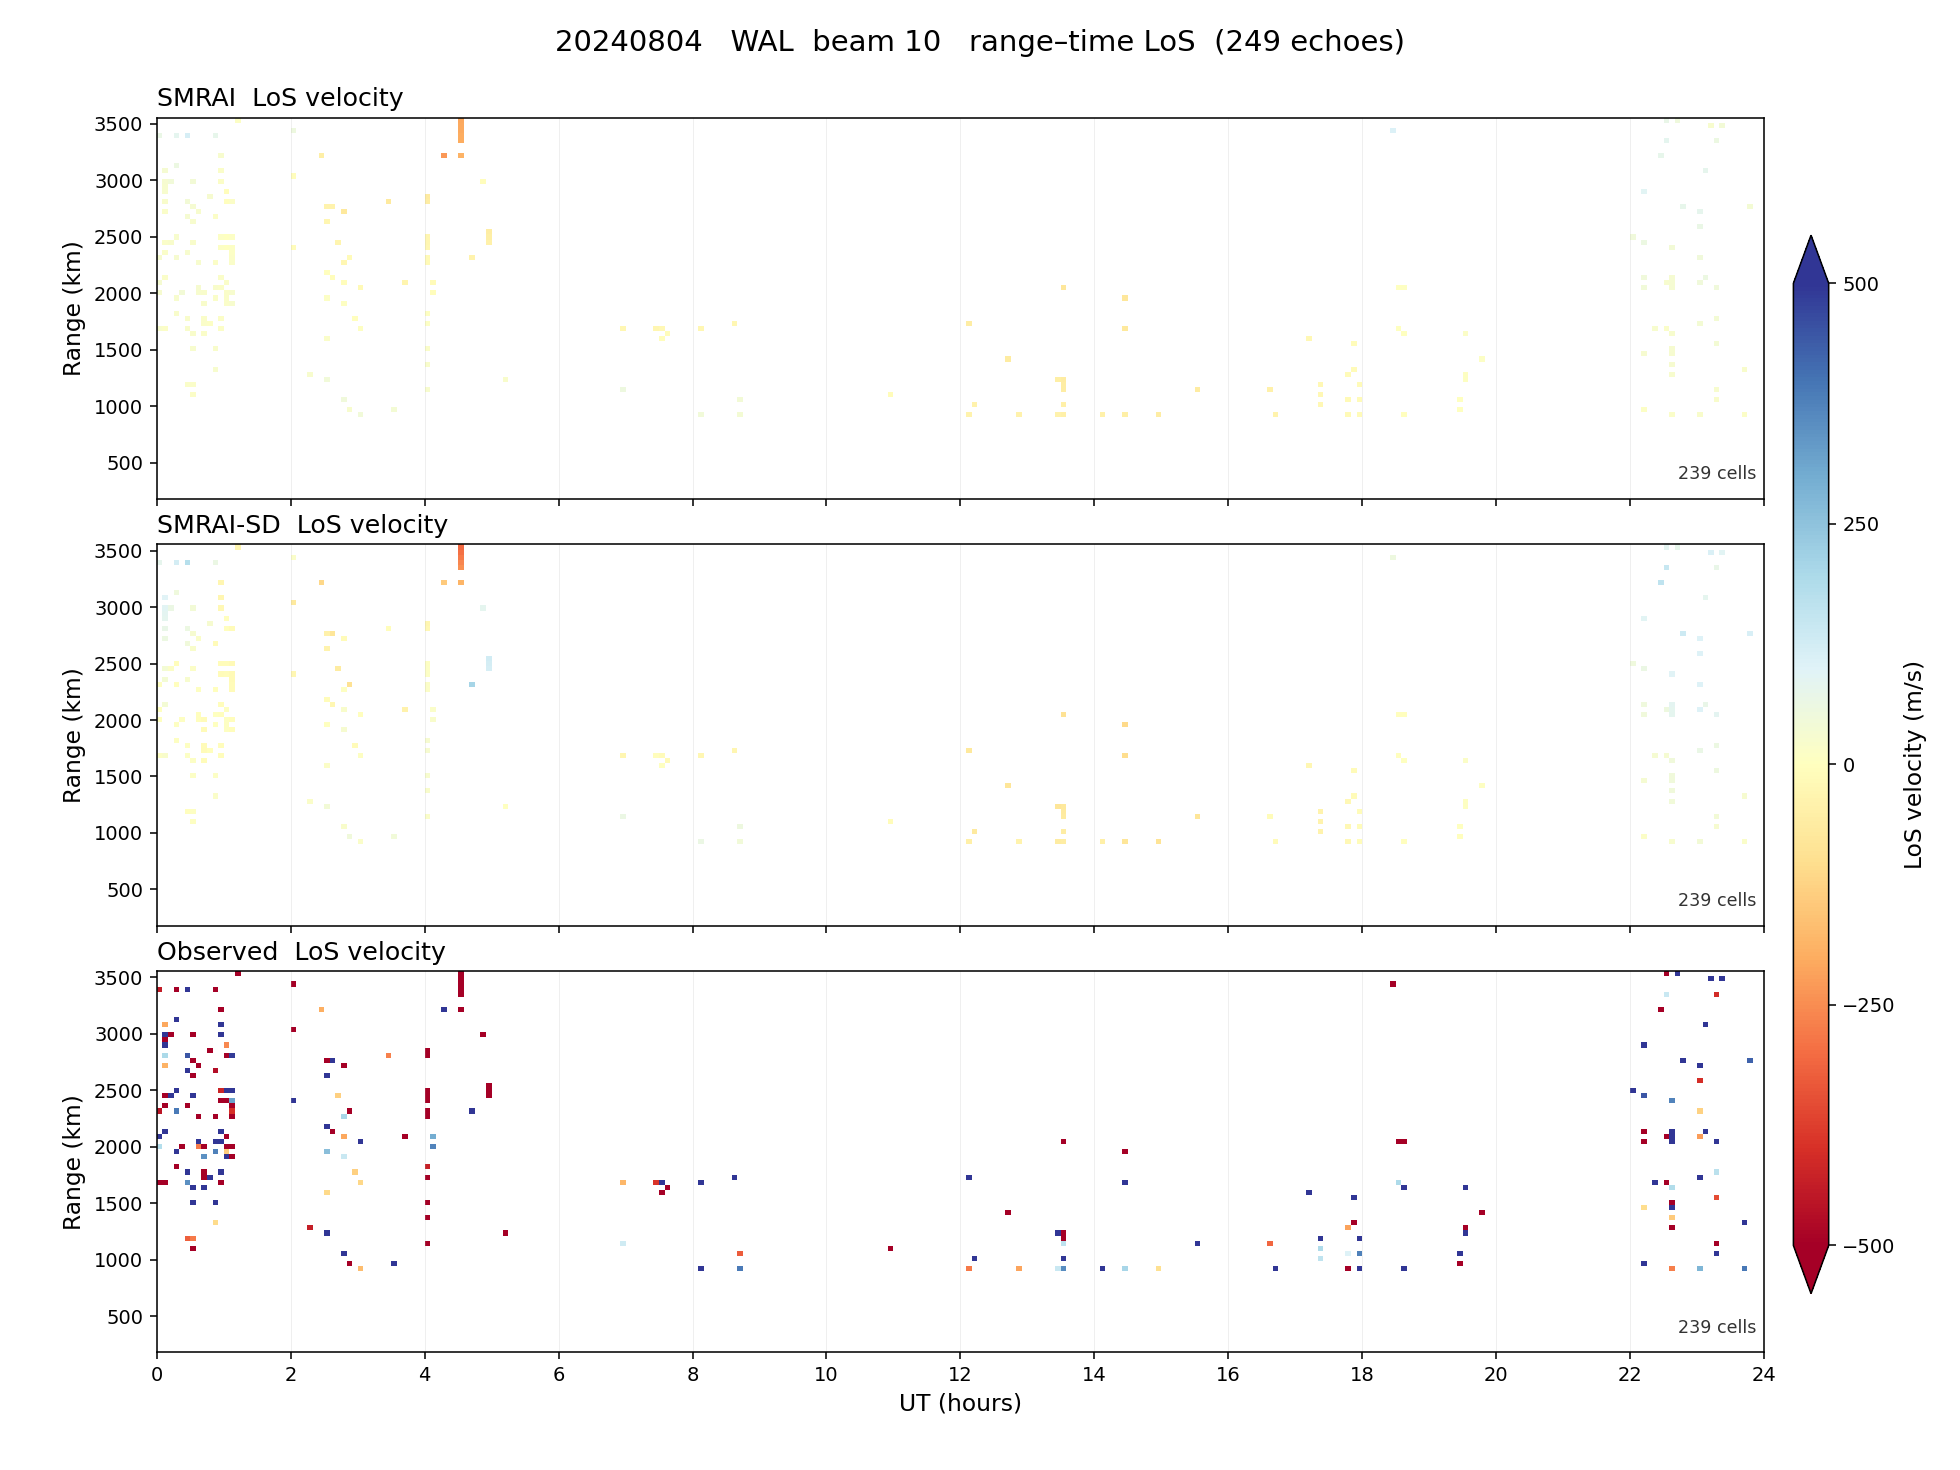 20240804   WAL  beam 10   range–time LoS  (249 echoes)
SMRAI  LoS velocity
3500
3000
2500
2000
1500
1000
500
Range (km)
239 cells
SMRAI-SD  LoS velocity
3500
3000
2500
2000
1500
1000
500
Range (km)
239 cells
Observed  LoS velocity
3500
3000
2500
2000
1500
1000
500
Range (km)
239 cells
0 2 4 6 8 10 12 14 16 18 20 22 24
UT (hours)
500
250
0
−250
−500
LoS velocity (m/s)